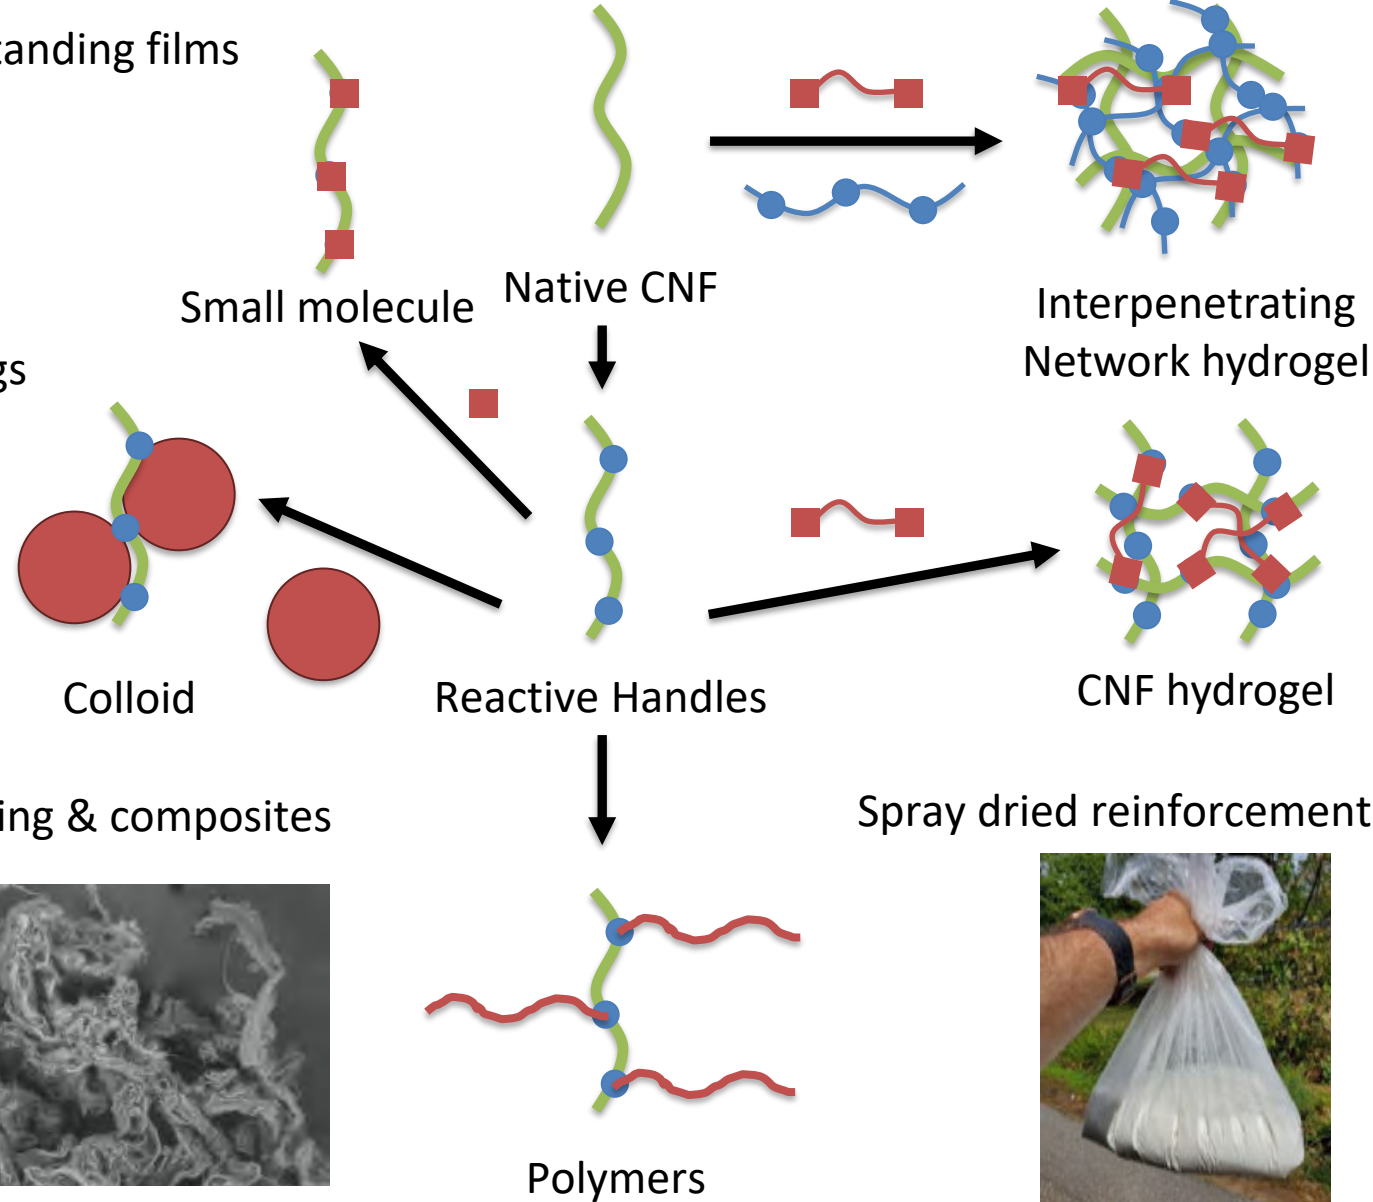 tanding films
Small molecule
Native CNF
Interpenetrating
Network hydrogel
gs
Colloid
Reactive Handles
CNF hydrogel
ing & composites
Spray dried reinforcement
Polymers